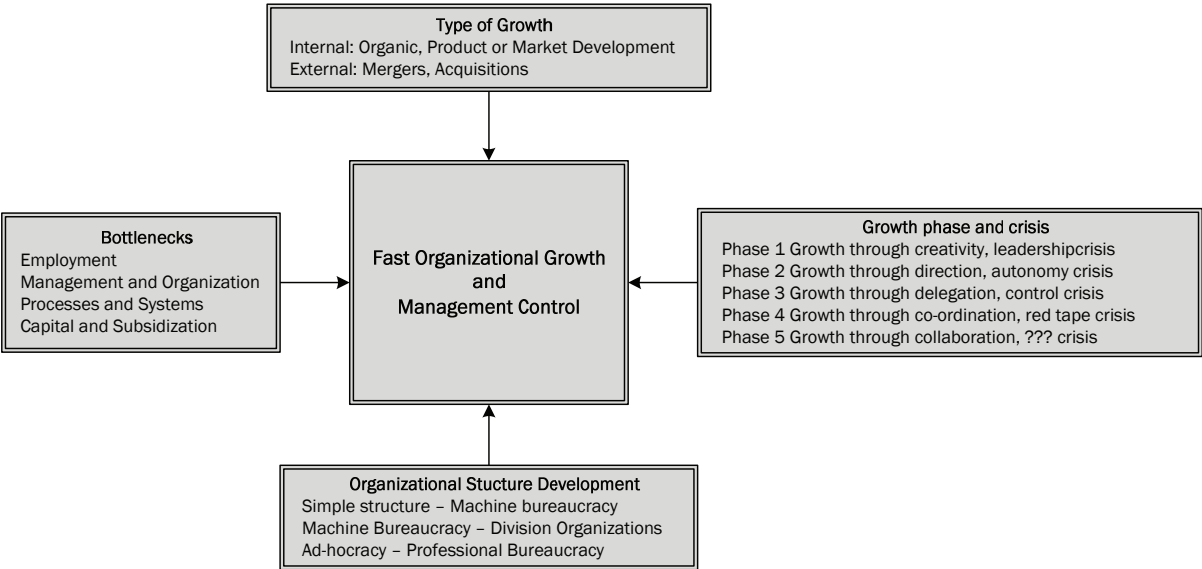 Type of Growth
Internal: Organic, Product or Market Development
External: Mergers, Acquisitions
Bottlenecks
Employment
Management and Organization
Processes and Systems
Capital and Subsidization
Fast Organizational Growth
and
Management Control
Growth phase and crisis
Phase 1 Growth through creativity, leadershipcrisis
Phase 2 Growth through direction, autonomy crisis
Phase 3 Growth through delegation, control crisis
Phase 4 Growth through co-ordination, red tape crisis
Phase 5 Growth through collaboration, ??? crisis
Organizational Stucture Development
Simple structure – Machine bureaucracy
Machine Bureaucracy – Division Organizations
Ad-hocracy – Professional Bureaucracy